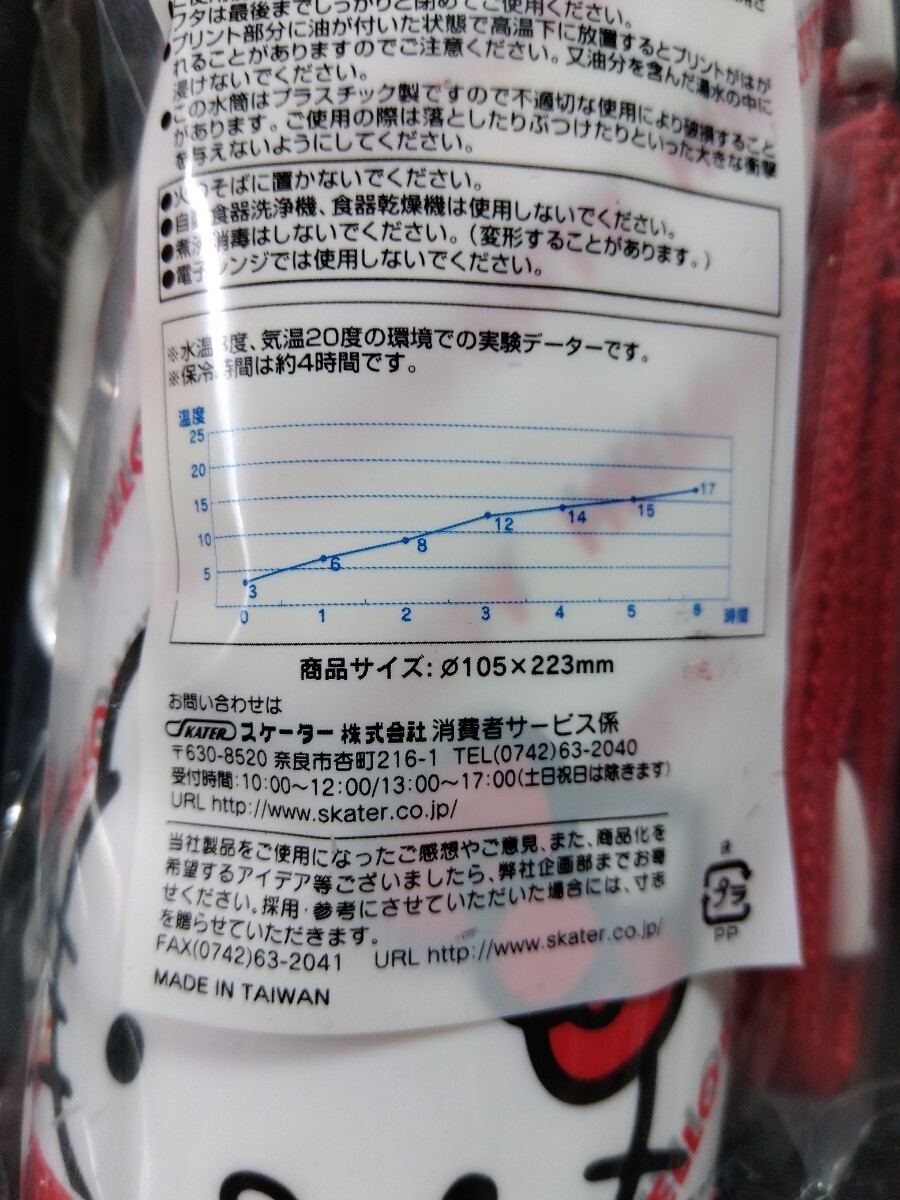 フタは最後までしっかりと閉めてご使用ください。
●プリント部分に油が付いた状態で高温下に放置するとプリントがはが
れることがありますのでご注意ください。又油分を含んだ湯水の中に
浸けないでください。
●この水筒はプラスチック製ですので不適切な使用により破損すること
があります。ご使用の際は落としたりぶつけたりといった大きな衝撃
を与えないようにしてください。
●火のそばに置かないでください。
●自動食器洗浄機、食器乾燥機は使用しないでください。
●煮沸消毒はしないでください。(変形することがあります。)
●電子レンジでは使用しないでください。
※水温3度、気温20度の環境での実験データーです。
※保冷時間は約4時間です。
温度
25
20
15
10
5
3 6 8 12 14 15 17
0 1 2 3 4 5 6 時間
商品サイズ: Ø105×223mm
お問い合わせは
SKATER スケーター 株式会社 消費者サービス係
〒630-8520 奈良市杏町216-1 TEL(0742)63-2040
受付時間:10:00〜12:00/13:00〜17:00(土日祝日は除きます)
URL http://www.skater.co.jp/
当社製品をご使用になったご感想やご意見、また、商品化を
希望するアイデア等ございましたら、弊社企画部までお寄
せください。採用・参考にさせていただいた場合には、寸志
を贈らせていただきます。
FAX(0742)63-2041 URL http://www.skater.co.jp/
プラ
PP
MADE IN TAIWAN
HELLO
HELLO